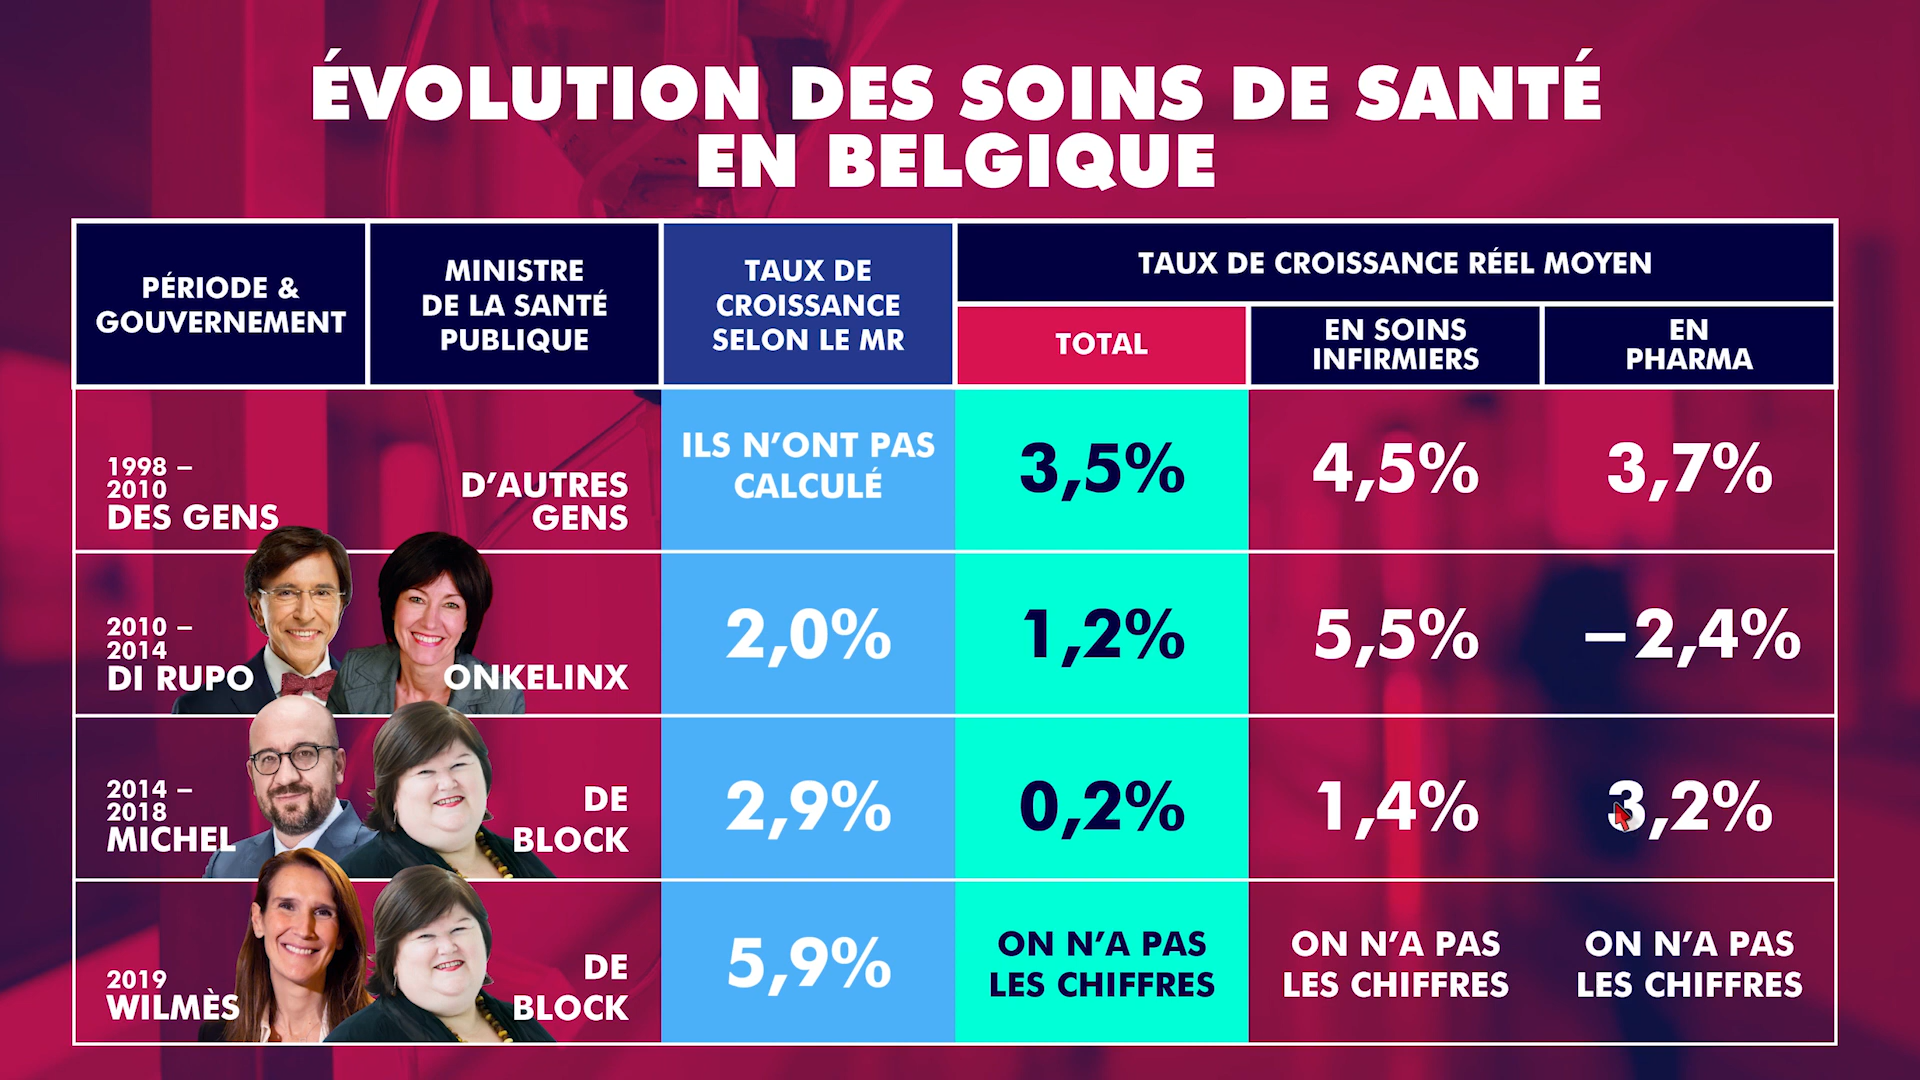 ÉVOLUTION DES SOINS DE SANTÉ
EN BELGIQUE
PÉRIODE &
GOUVERNEMENT
MINISTRE
DE LA SANTÉ
PUBLIQUE
TAUX DE
CROISSANCE
SELON LE MR
TAUX DE CROISSANCE RÉEL MOYEN
TOTAL
EN SOINS
INFIRMIERS
EN
PHARMA
1998 –
2010
DES GENS
D'AUTRES
GENS
ILS N'ONT PAS
CALCULÉ
3,5%
4,5%
3,7%
2010 –
2014
DI RUPO
ONKELINX
2,0%
1,2%
5,5%
–2,4%
2014 –
2018
MICHEL
DE
BLOCK
2,9%
0,2%
1,4%
3,2%
2019
WILMÈS
DE
BLOCK
5,9%
ON N'A PAS
LES CHIFFRES
ON N'A PAS
LES CHIFFRES
ON N'A PAS
LES CHIFFRES